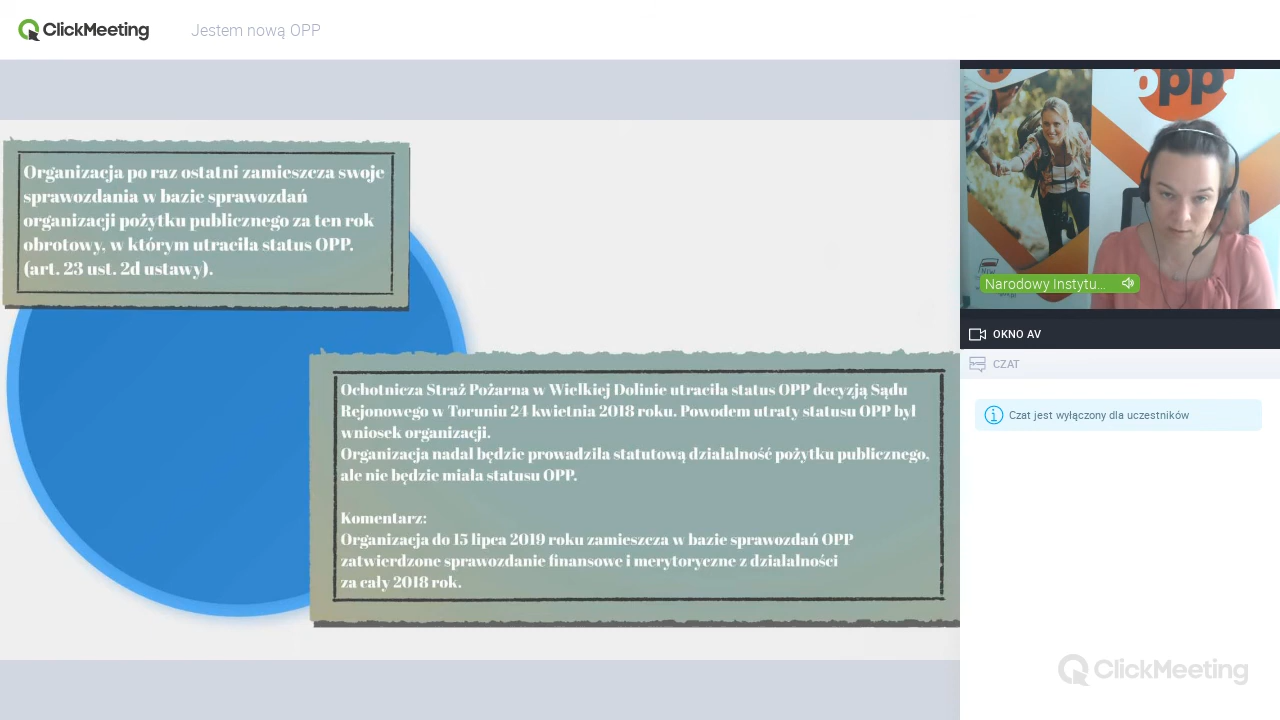 ClickMeeting
Jestem nową OPP
Organizacja po raz ostatni zamieszcza swoje
sprawozdania w bazie sprawozdań
organizacji pożytku publicznego za ten rok
obrotowy, w którym utraciła status OPP.
(art. 23 ust. 2d ustawy).
Ochotnicza Straż Pożarna w Wielkiej Dolinie utraciła status OPP decyzją Sądu
Rejonowego w Toruniu 24 kwietnia 2018 roku. Powodem utraty statusu OPP był
wniosek organizacji.
Organizacja nadal będzie prowadziła statutową działalność pożytku publicznego,
ale nie będzie miała statusu OPP.
Komentarz:
Organizacja do 15 lipca 2019 roku zamieszcza w bazie sprawozdań OPP
zatwierdzone sprawozdanie finansowe i merytoryczne z działalności
za cały 2018 rok.
opp
Narodowy Instytu...
OKNO AV
CZAT
Czat jest wyłączony dla uczestników
ClickMeeting